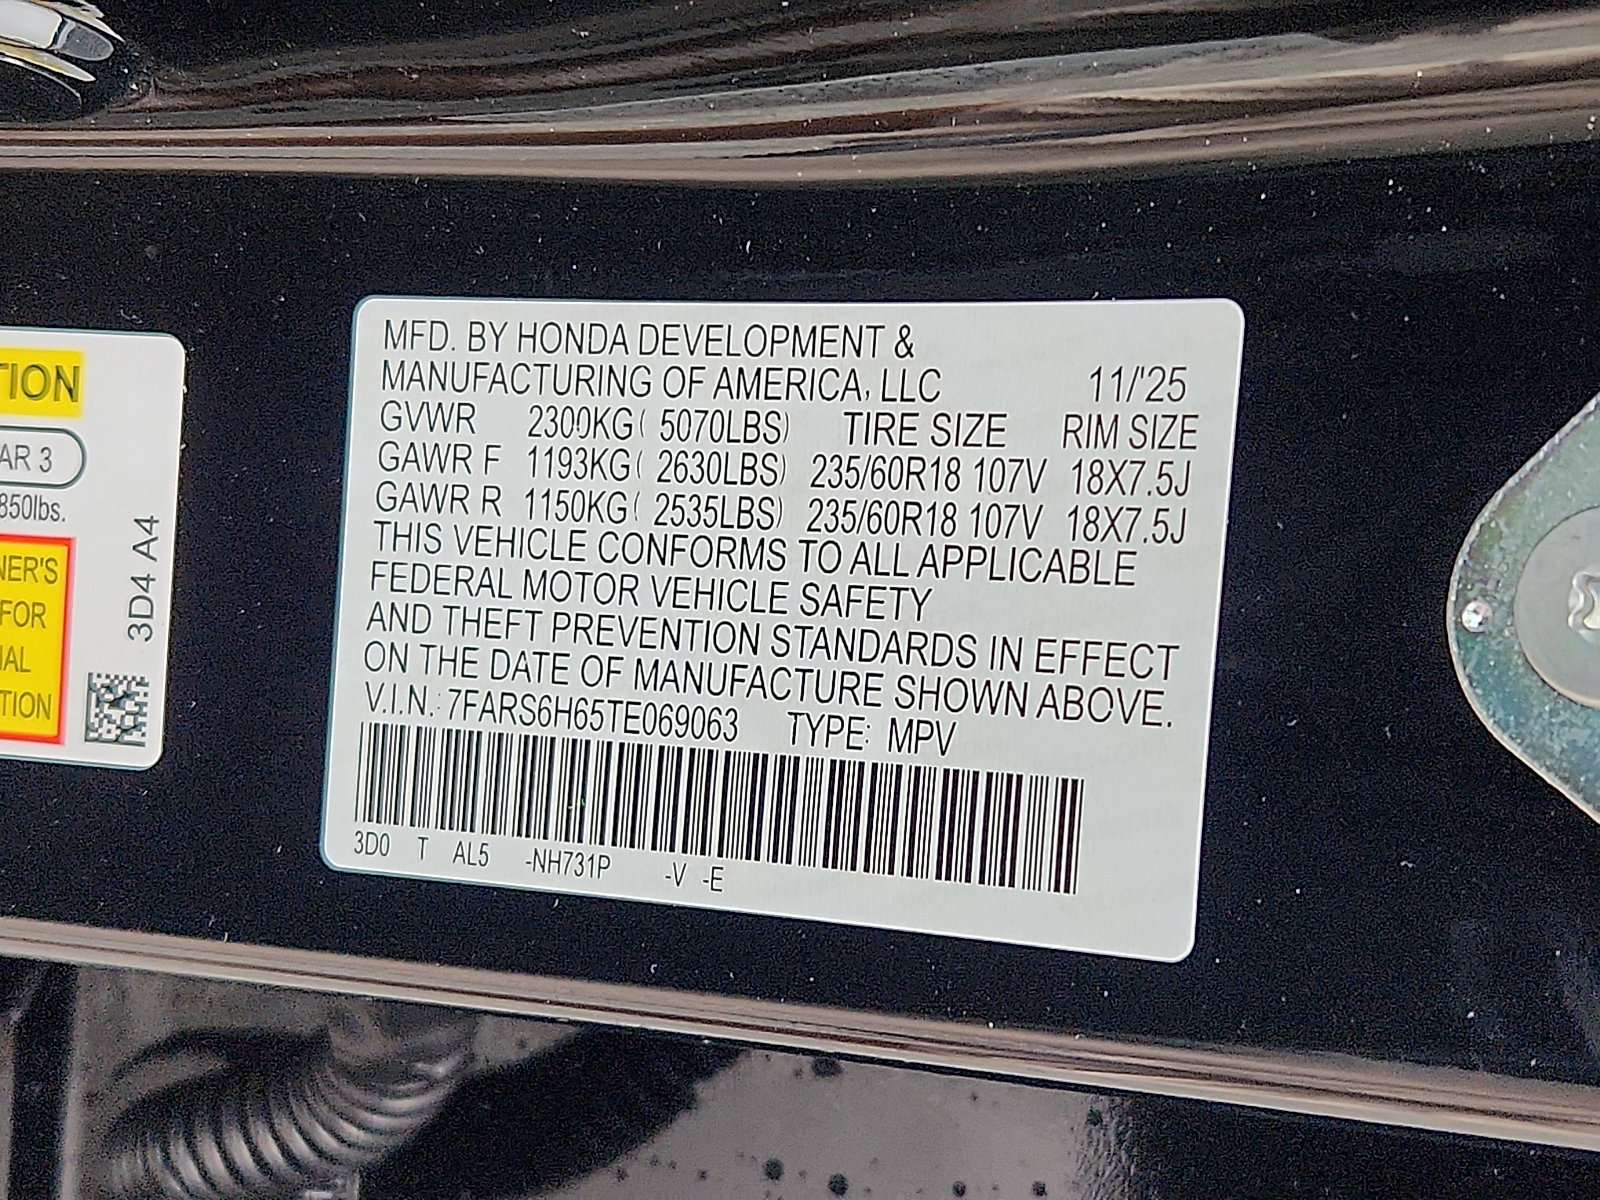 TION
AR 3
850lbs.
NER'S
FOR
IAL
TION
3D4 A4
MFD. BY HONDA DEVELOPMENT &
MANUFACTURING OF AMERICA, LLC 11/'25
GVWR 2300KG( 5070LBS) TIRE SIZE RIM SIZE
GAWR F 1193KG( 2630LBS) 235/60R18 107V 18X7.5J
GAWR R 1150KG( 2535LBS) 235/60R18 107V 18X7.5J
THIS VEHICLE CONFORMS TO ALL APPLICABLE
FEDERAL MOTOR VEHICLE SAFETY
AND THEFT PREVENTION STANDARDS IN EFFECT
ON THE DATE OF MANUFACTURE SHOWN ABOVE.
V.I.N.: 7FARS6H65TE069063 TYPE: MPV
3D0 T AL5 -NH731P -V -E